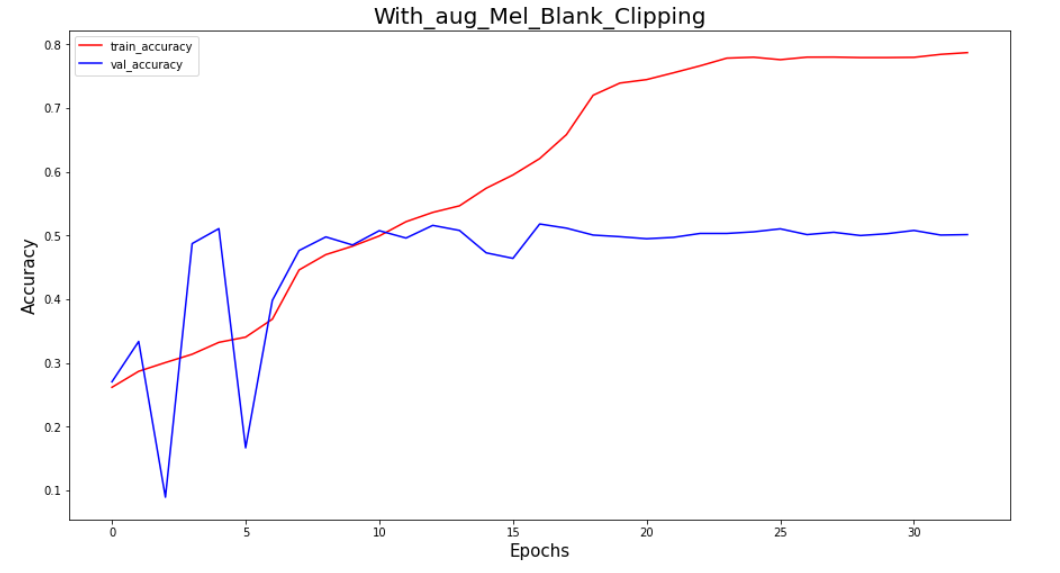 With_aug_Mel_Blank_Clipping
train_accuracy
val_accuracy
Accuracy
0.8
0.7
0.6
0.5
0.4
0.3
0.2
0.1
0 5 10 15 20 25 30
Epochs